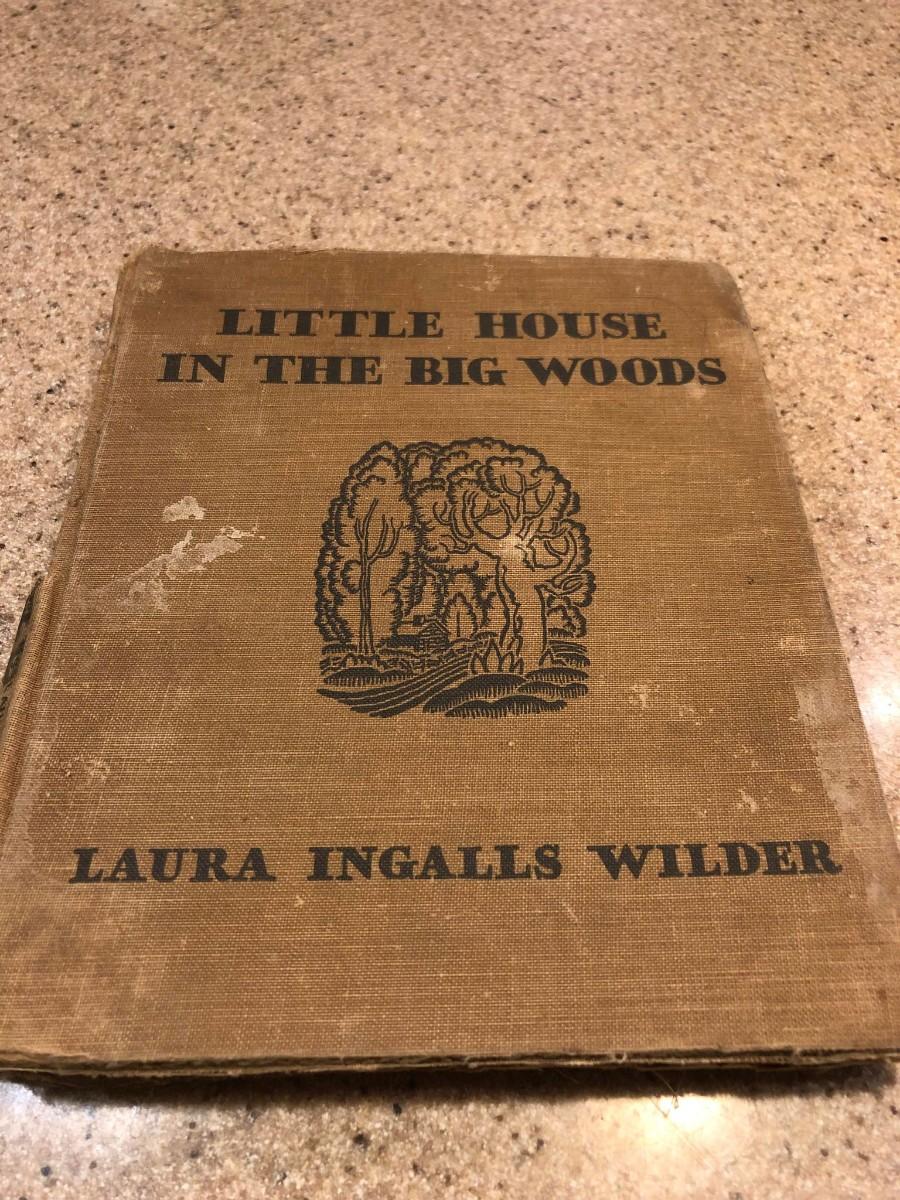 LITTLE HOUSE
IN THE BIG WOODS
LAURA INGALLS WILDER